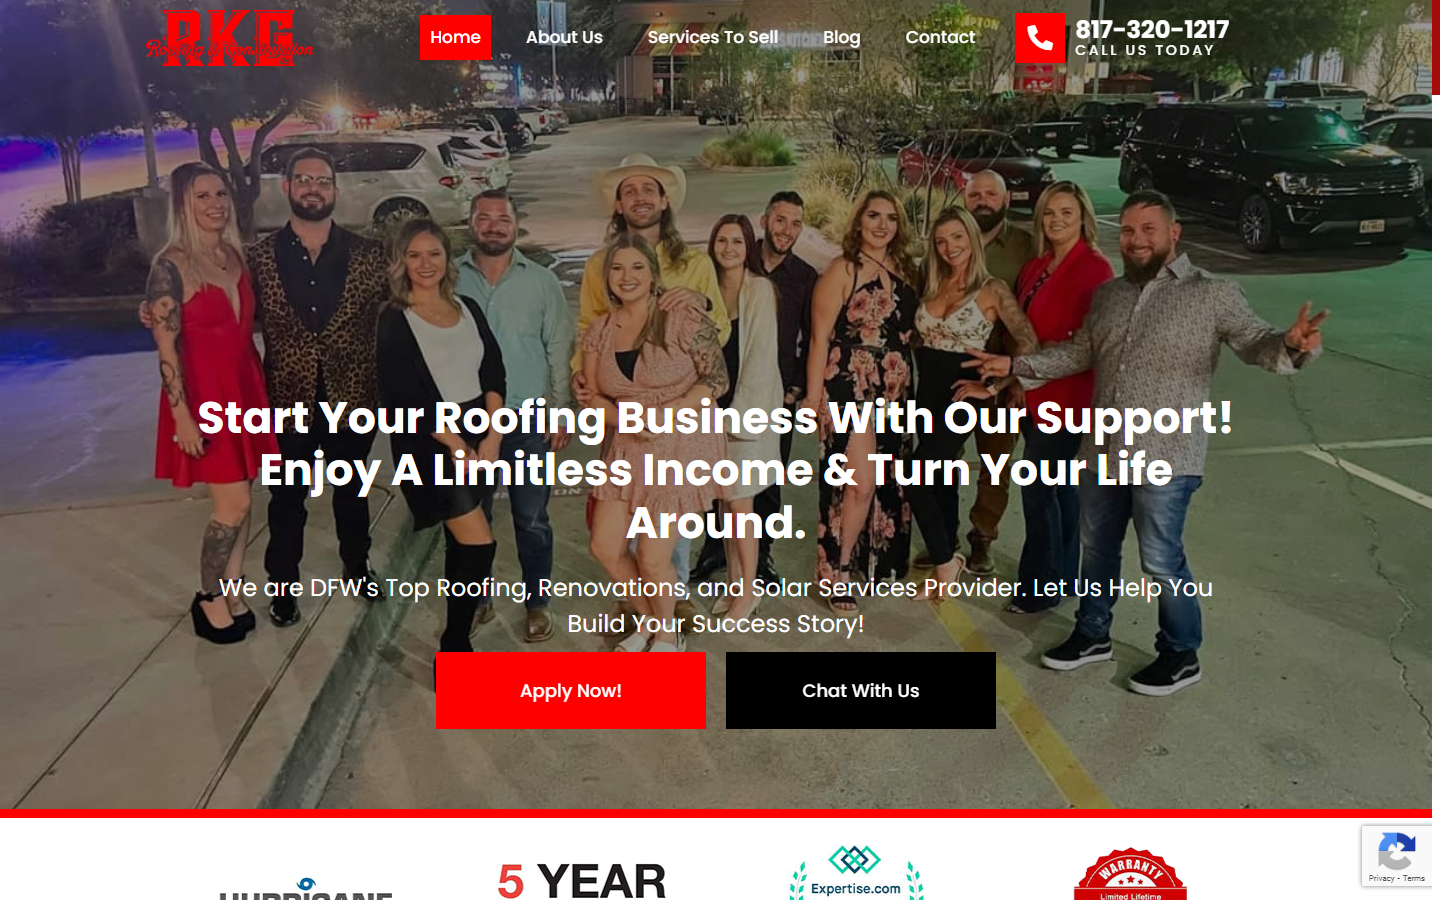 RKG
Roofing & Construction
Home
About Us
Services To Sell
Blog
Contact
817-320-1217
CALL US TODAY
Start Your Roofing Business With Our Support!
Enjoy A Limitless Income & Turn Your Life
Around.
We are DFW's Top Roofing, Renovations, and Solar Services Provider. Let Us Help You
Build Your Success Story!
Apply Now!
Chat With Us
HURRICANE
5 YEAR
Expertise.com
WARRANTY
Limited Lifetime
Privacy - Terms